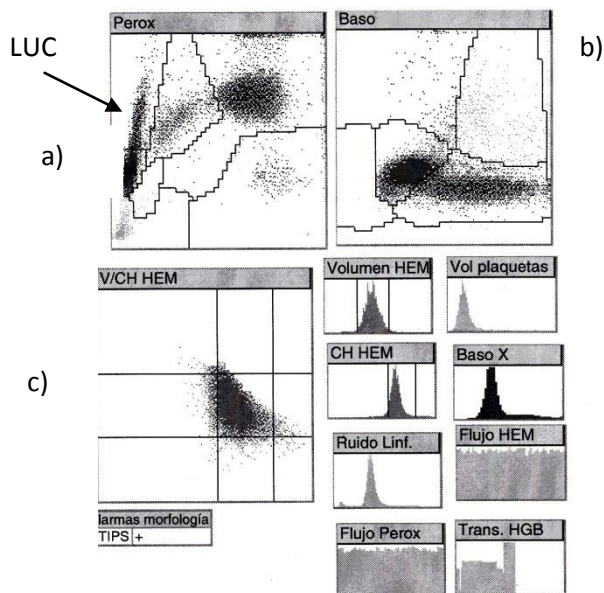 Perox
Baso
LUC
b)
a)
V/CH HEM
Volumen HEM
Vol plaquetas
c)
CH HEM
Baso X
Ruido Linf.
Flujo HEM
larmas morfología
TIPS +
Flujo Perox
Trans. HGB